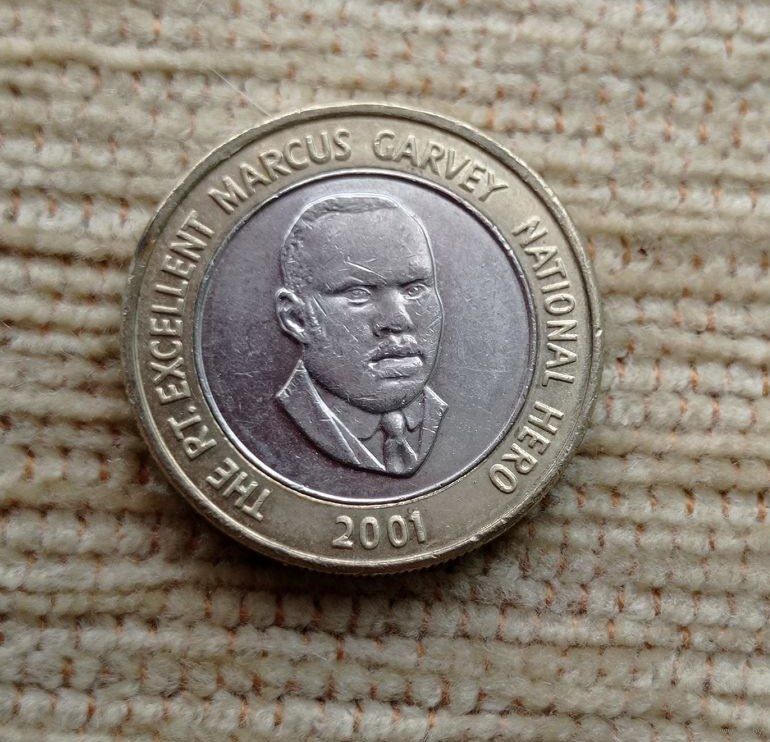 THE RT. EXCELLENT MARCUS GARVEY NATIONAL HERO
2001